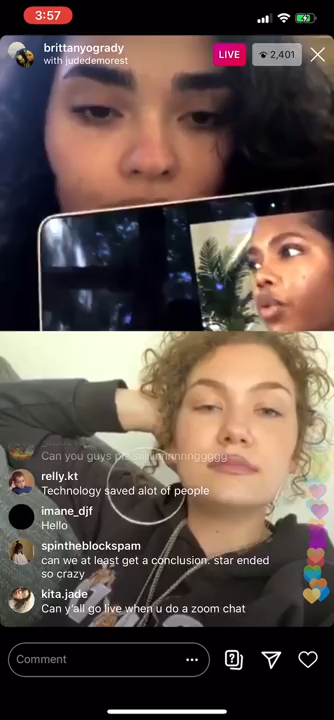 3:57
brittanyogrady
with judedemorest
LIVE
2,401
Can you guys pls siiiiinnnnngggggg
relly.kt
Technology saved alot of people
imane_djf
Hello
spintheblockspam
can we at least get a conclusion. star ended
so crazy
kita.jade
Can y'all go live when u do a zoom chat
Comment